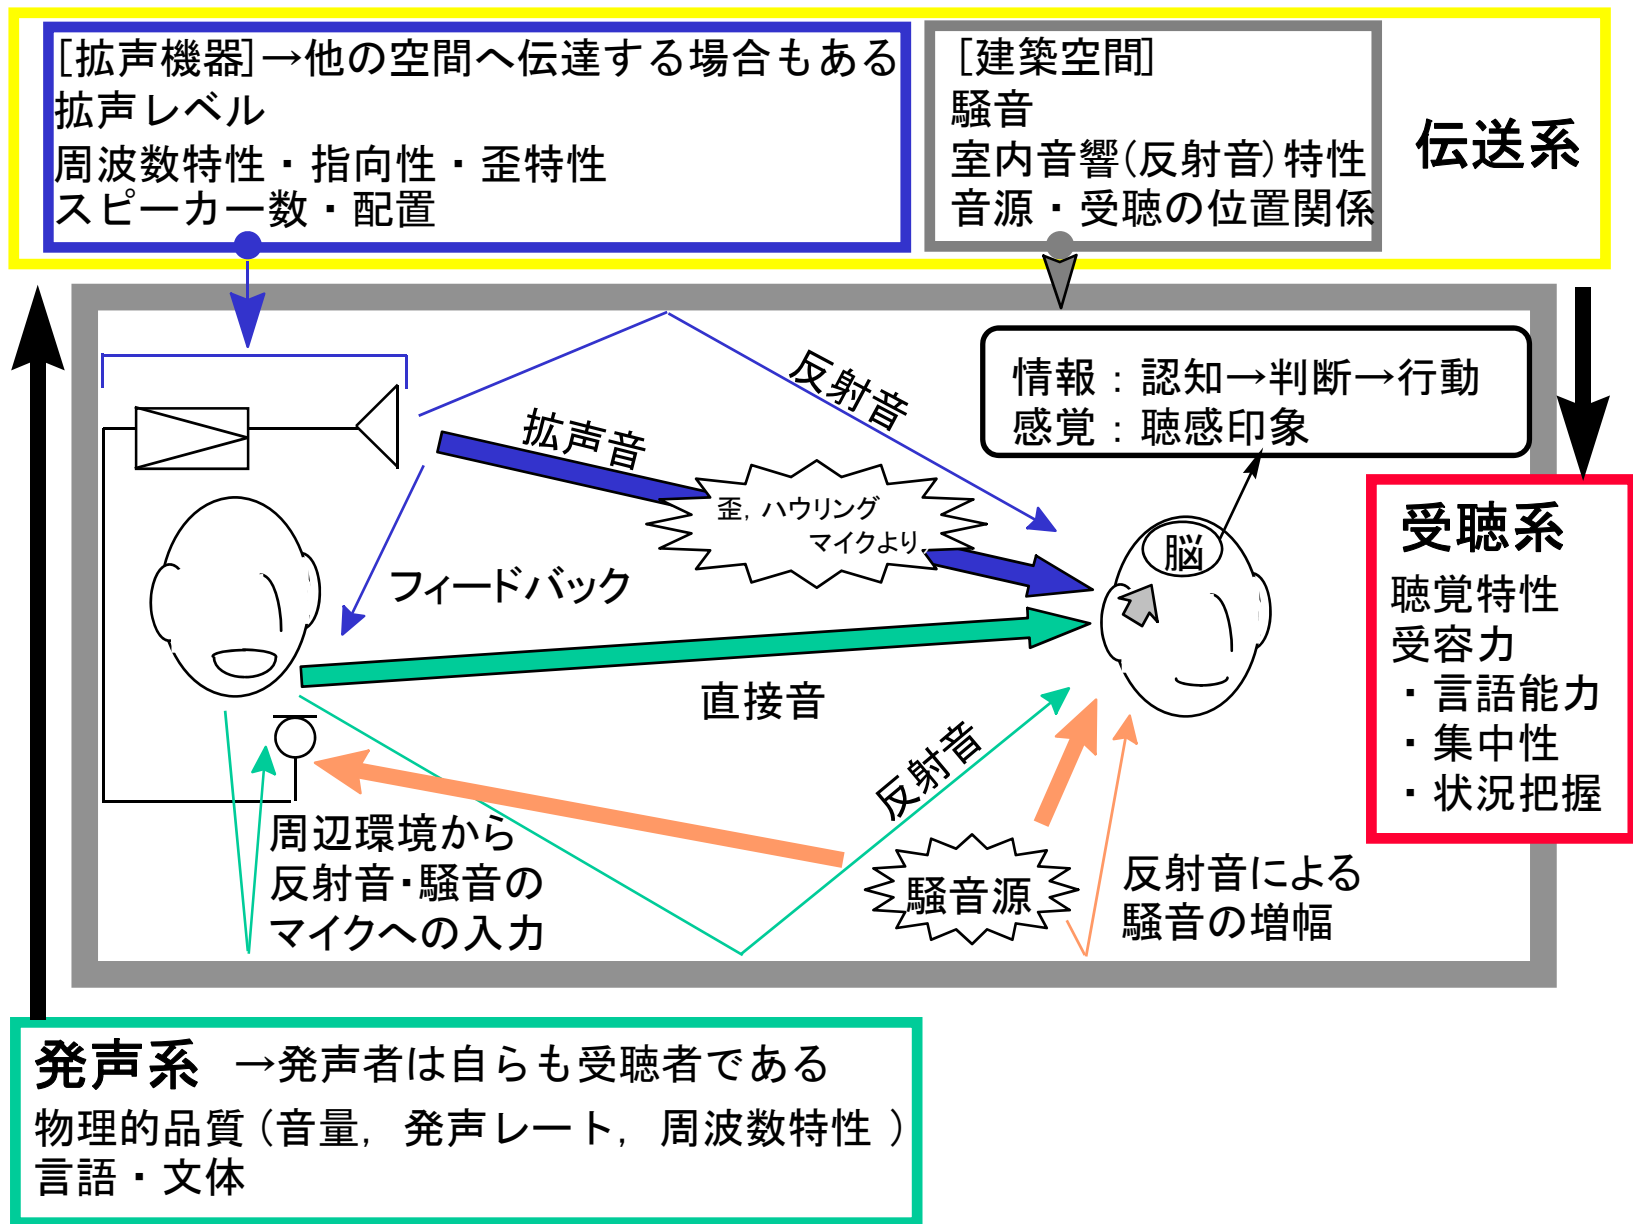 [拡声機器]→他の空間へ伝達する場合もある
拡声レベル
周波数特性・指向性・歪特性
スピーカー数・配置
[建築空間]
騒音
室内音響(反射音)特性
音源・受聴の位置関係
伝送系
反射音
拡声音
情報：認知→判断→行動
感覚：聴感印象
歪, ハウリング
マイクより,
脳
フィードバック
直接音
反射音
受聴系
聴覚特性
受容力
・言語能力
・集中性
・状況把握
周辺環境から
反射音・騒音の
マイクへの入力
騒音源
反射音による
騒音の増幅
発声系 →発声者は自らも受聴者である
物理的品質(音量, 発声レート, 周波数特性 )
言語・文体